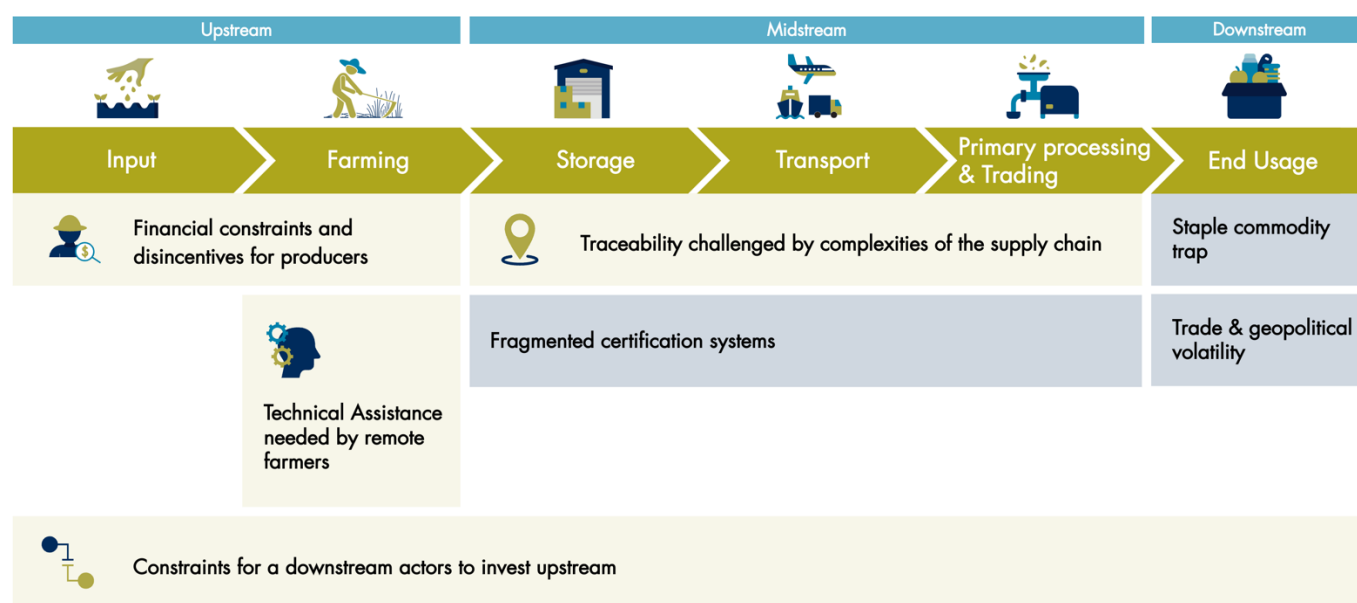 Upstream
Midstream
Downstream
Input
Farming
Storage
Transport
Primary processing
& Trading
End Usage
Financial constraints and
disincentives for producers
Traceability challenged by complexities of the supply chain
Staple commodity
trap
Technical Assistance
needed by remote
farmers
Fragmented certification systems
Trade & geopolitical
volatility
Constraints for a downstream actors to invest upstream